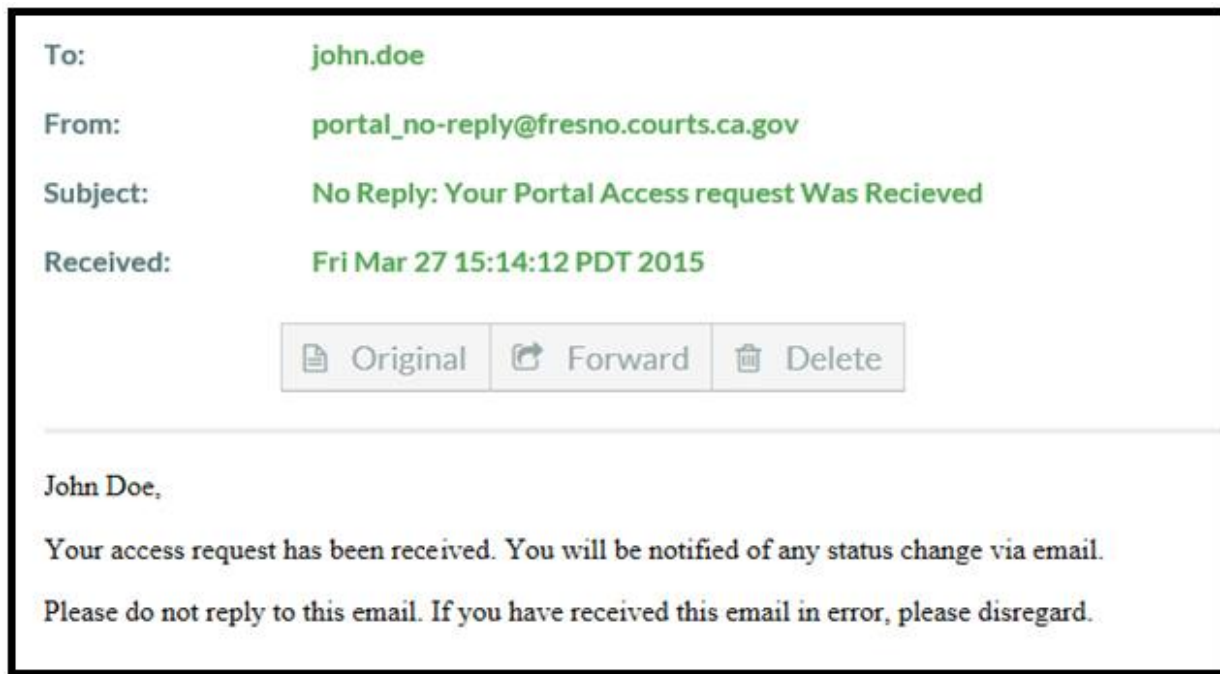 To: john.doe
From: portal_no-reply@fresno.courts.ca.gov
Subject: No Reply: Your Portal Access request Was Recieved
Received: Fri Mar 27 15:14:12 PDT 2015
Original Forward Delete
John Doe,
Your access request has been received. You will be notified of any status change via email.
Please do not reply to this email. If you have received this email in error, please disregard.